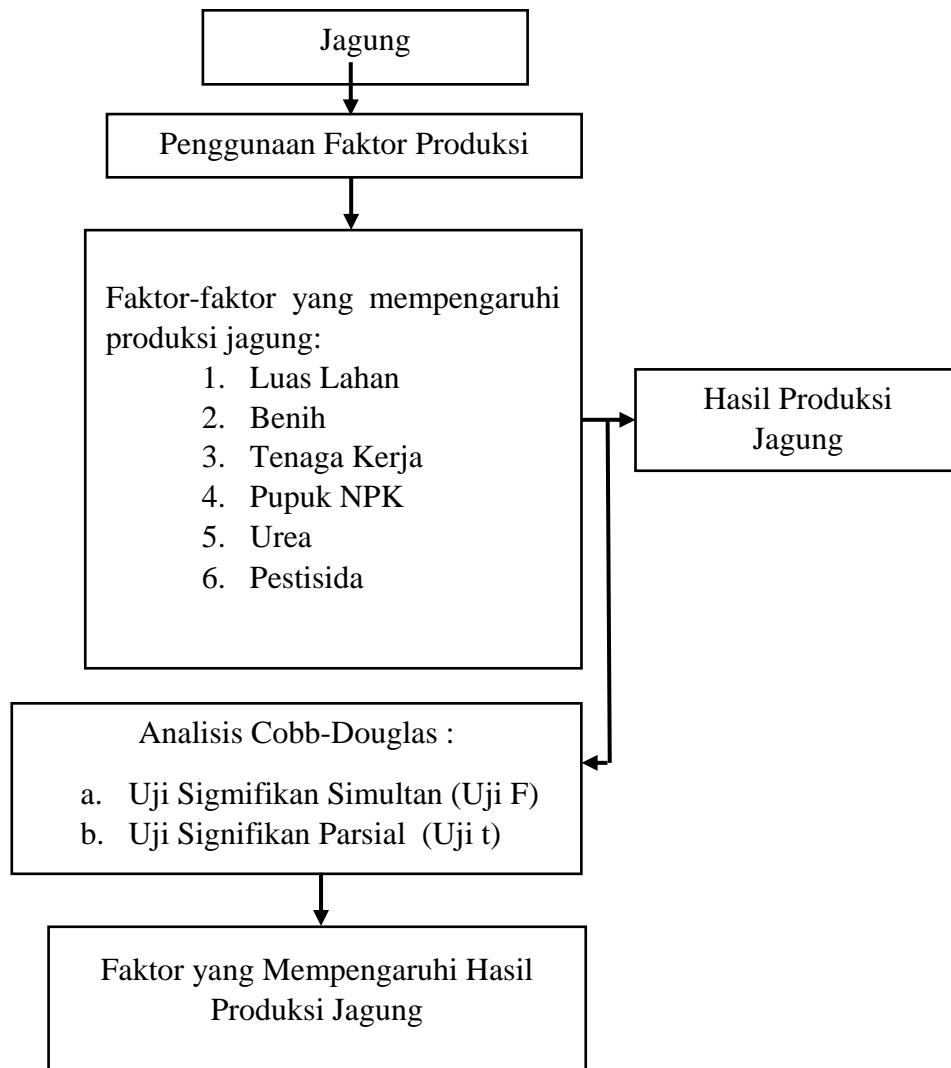 Jagung
Penggunaan Faktor Produksi
Faktor-faktor yang mempengaruhi
produksi jagung:
1. Luas Lahan
2. Benih
3. Tenaga Kerja
4. Pupuk NPK
5. Urea
6. Pestisida
Hasil Produksi
Jagung
Analisis Cobb-Douglas :
a. Uji Sigmifikan Simultan (Uji F)
b. Uji Signifikan Parsial (Uji t)
Faktor yang Mempengaruhi Hasil
Produksi Jagung